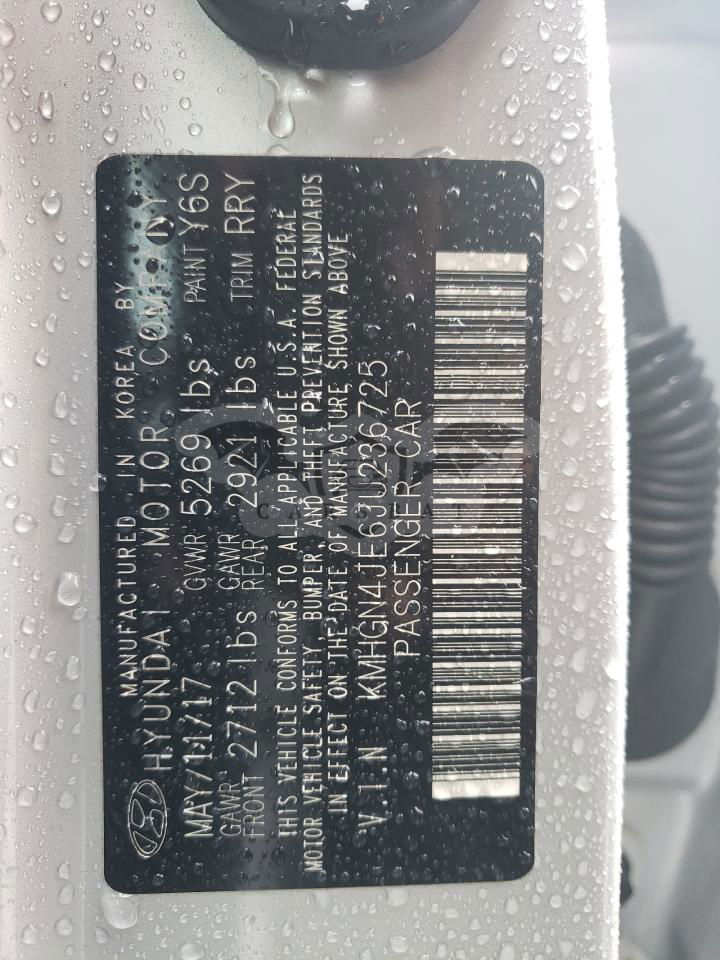 MANUFACTURED IN KOREA BY
HYUNDAI MOTOR COMPANY
MAY/11/17 GVWR 5269 lbs PAINT Y6S
GAWR FRONT 2712 lbs GAWR REAR 2921 lbs TRIM RRY
THIS VEHICLE CONFORMS TO ALL APPLICABLE U.S.A. FEDERAL
MOTOR VEHICLE SAFETY, BUMPER, AND THEFT PREVENTION STANDARDS
IN EFFECT ON THE DATE OF MANUFACTURE SHOWN ABOVE
V.I.N KMHGN4JE6JU236725
PASSENGER CAR